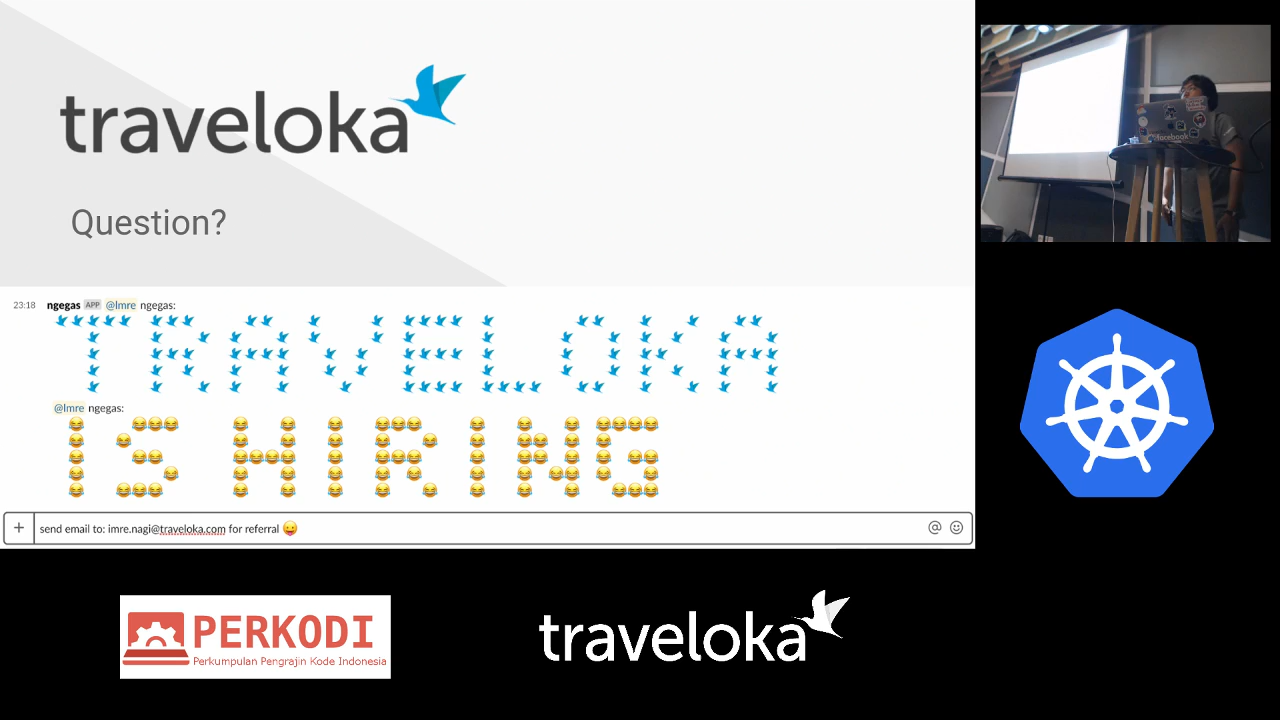 traveloka
Question?
23:18 ngegas APP @Imre ngegas:
TRAVELOKA
@Imre ngegas:
IS HIRING
+ send email to: imre.nagi@traveloka.com for referral 😛
facebook
PERKODI
Perkumpulan Pengrajin Kode Indonesia
traveloka